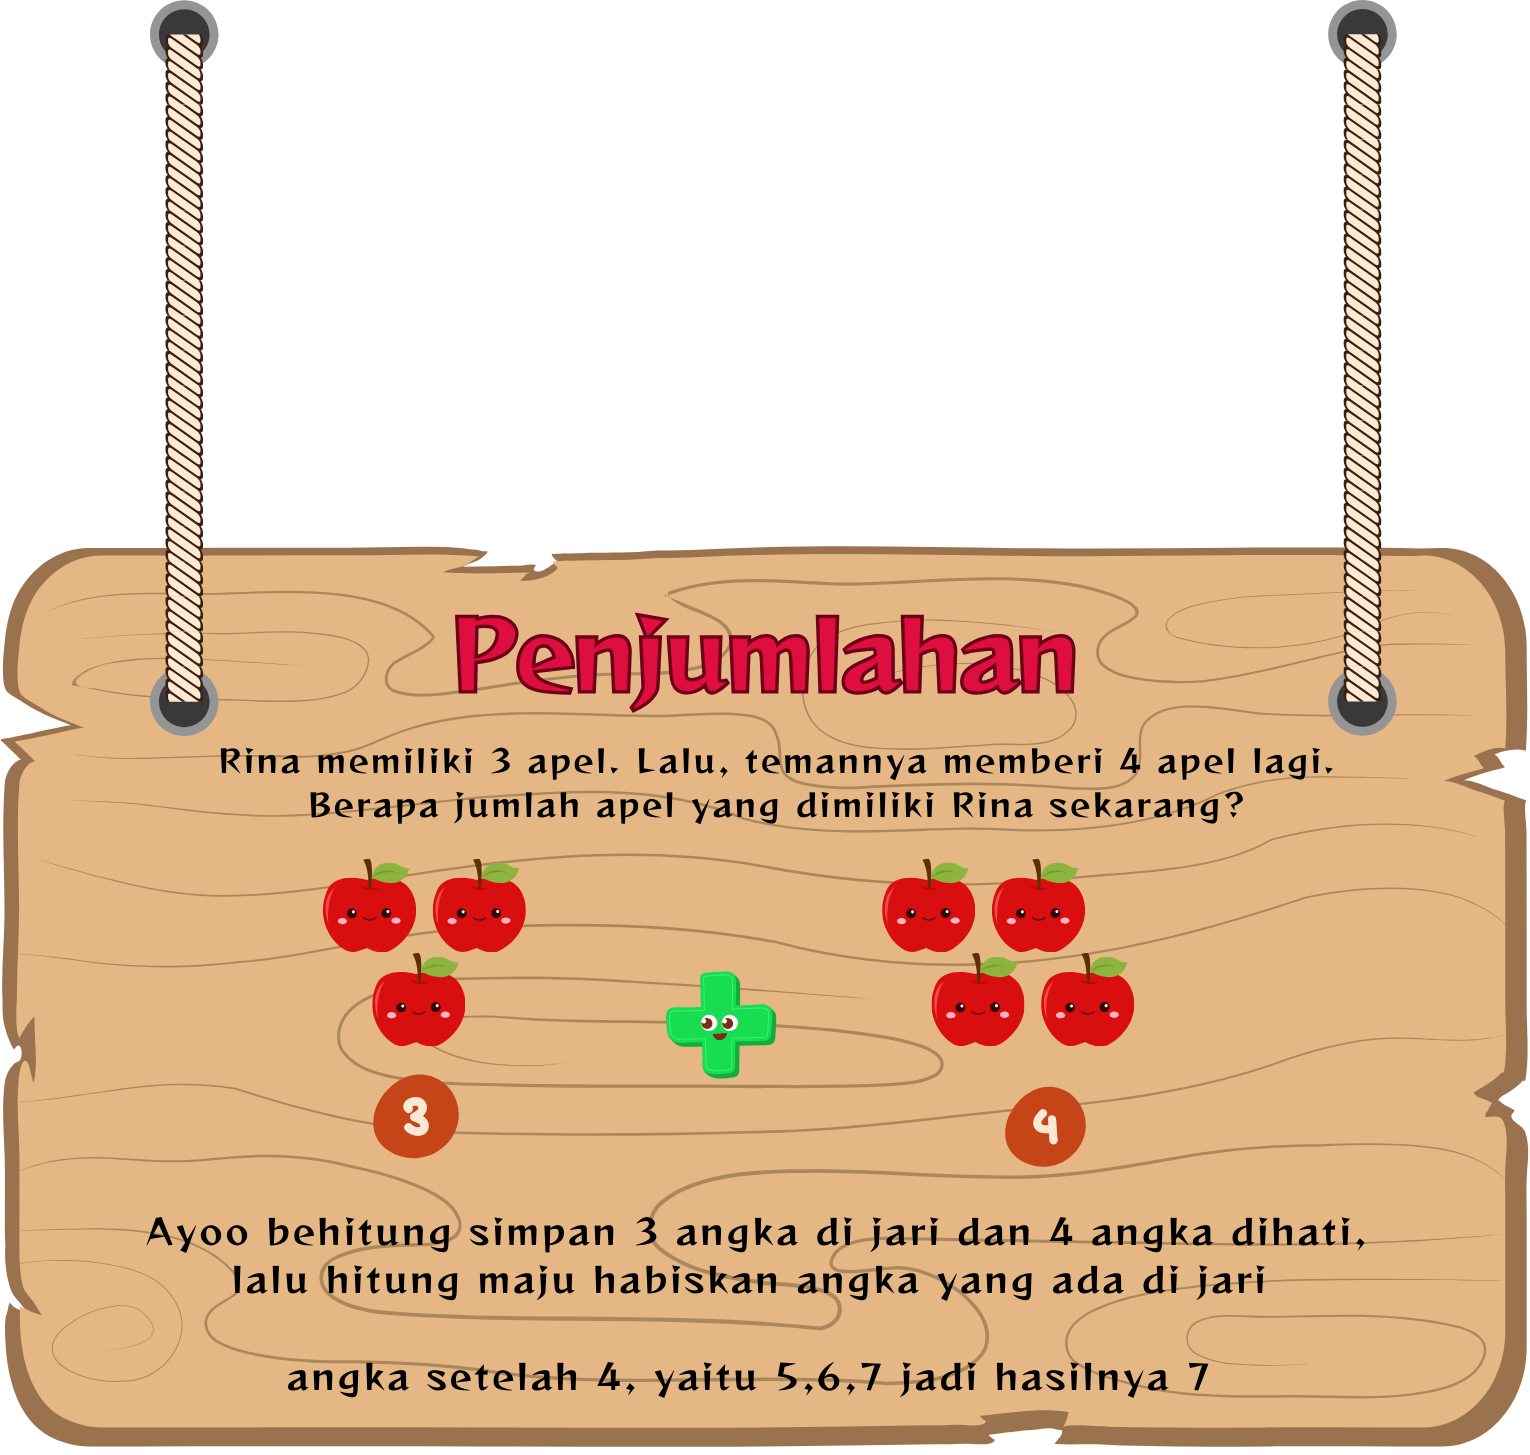 Penjumlahan
Rina memiliki 3 apel. Lalu, temannya memberi 4 apel lagi.
Berapa jumlah apel yang dimiliki Rina sekarang?
3
4
Ayoo behitung simpan 3 angka di jari dan 4 angka dihati,
lalu hitung maju habiskan angka yang ada di jari
angka setelah 4, yaitu 5,6,7 jadi hasilnya 7